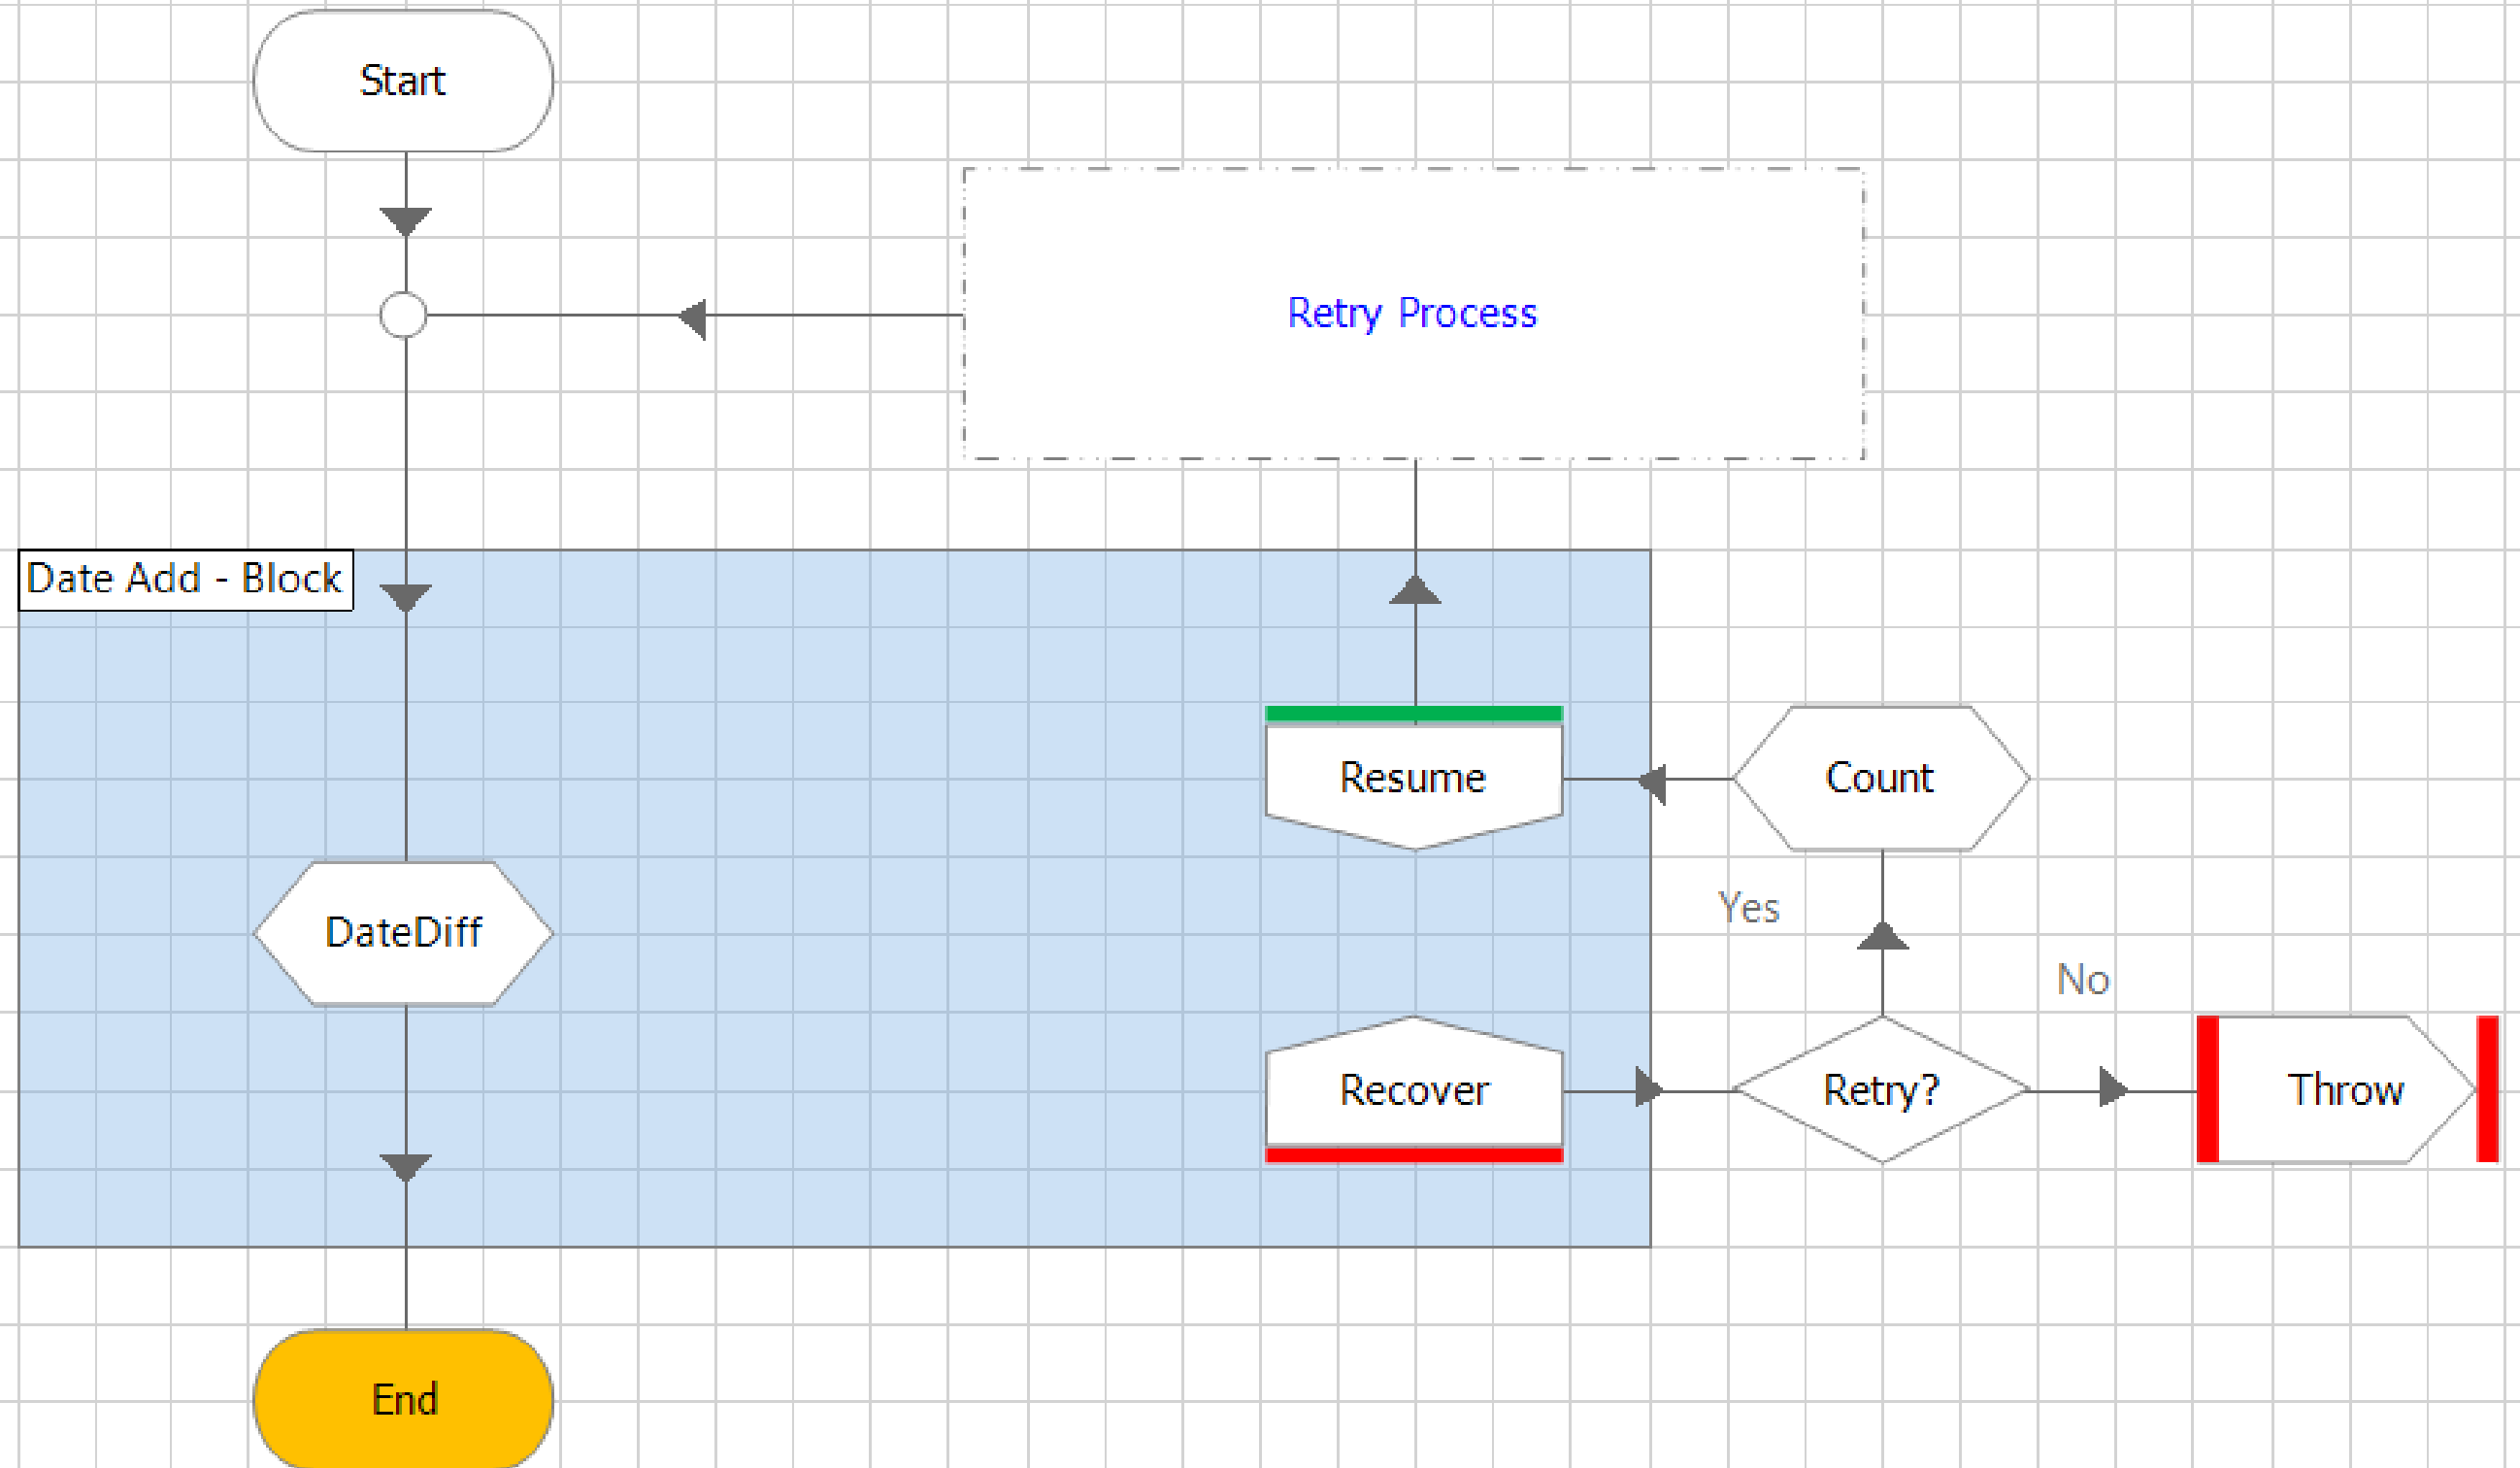 Start
Retry Process
Date Add - Block
Resume
Count
Yes
DateDiff
No
Recover
Retry?
Throw
End